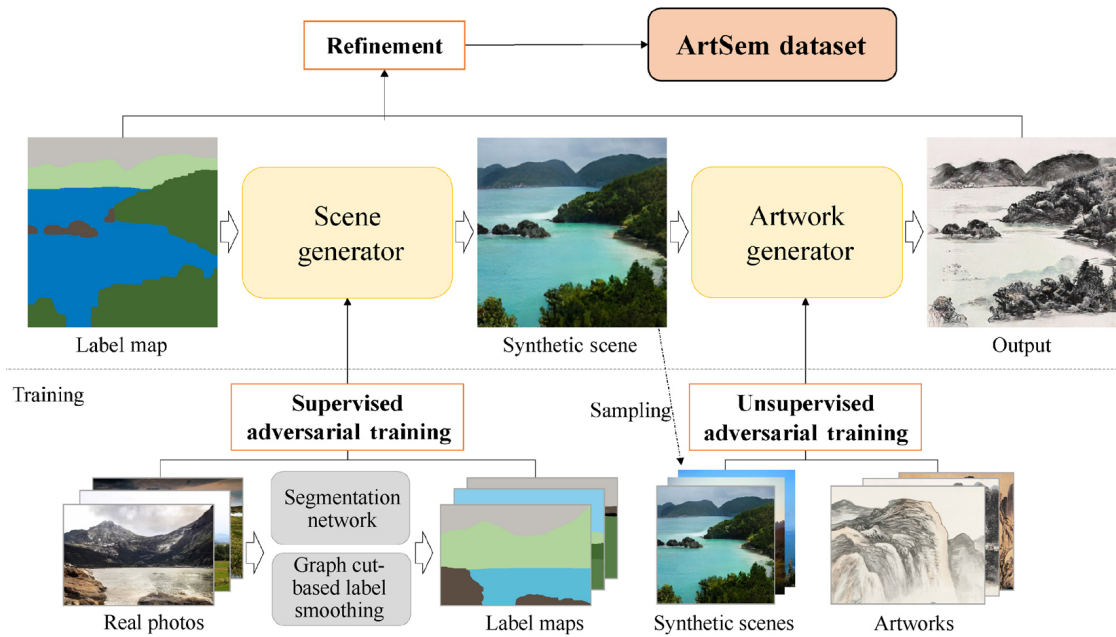 Refinement
ArtSem dataset
Scene
generator
Artwork
generator
Label map
Synthetic scene
Output
Training
Supervised
adversarial training
Sampling
Unsupervised
adversarial training
Segmentation
network
Graph cut-
based label
smoothing
Real photos
Label maps
Synthetic scenes
Artworks